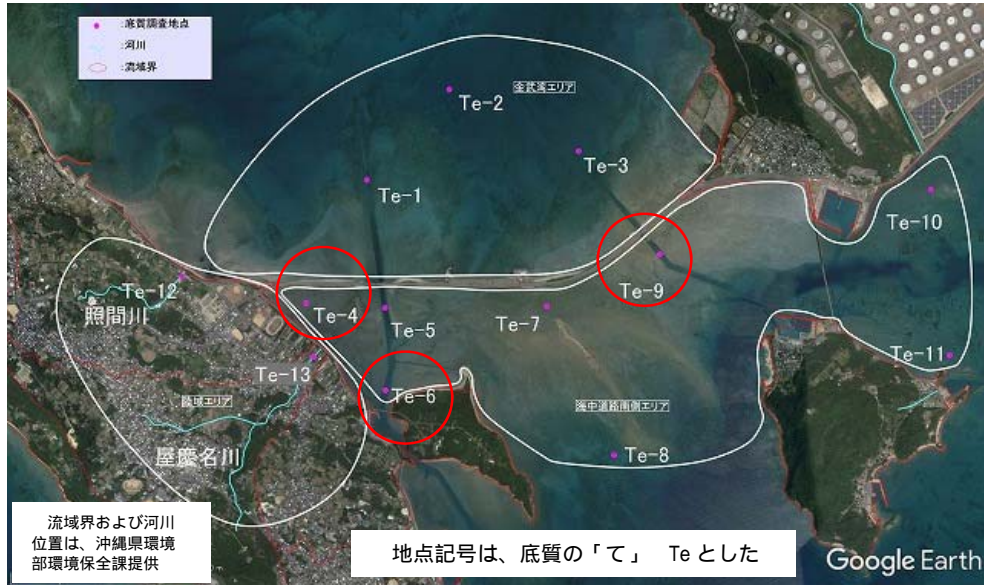 :底質調査地点
:河川
:流域界
金武湾エリア
Te-2
Te-3
Te-1
Te-10
Te-9
Te-12
照間川
Te-4
Te-5
Te-7
Te-11
Te-13
Te-6
陸域エリア
海中道路南側エリア
屋慶名川
Te-8
流域界および河川
位置は、沖縄県環境
部環境保全課提供
地点記号は、底質の「て」 Te とした
Google Earth